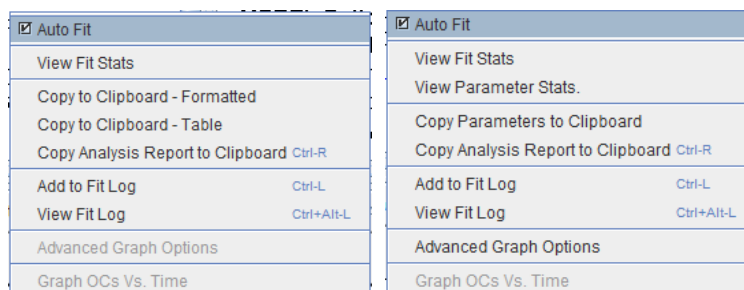 Auto Fit
View Fit Stats
Copy to Clipboard - Formatted
Copy to Clipboard - Table
Copy Analysis Report to Clipboard Ctrl-R
Add to Fit Log Ctrl-L
View Fit Log Ctrl+Alt-L
Advanced Graph Options
Graph OCs Vs. Time
Auto Fit
View Fit Stats
View Parameter Stats.
Copy Parameters to Clipboard
Copy Analysis Report to Clipboard Ctrl-R
Add to Fit Log Ctrl-L
View Fit Log Ctrl+Alt-L
Advanced Graph Options
Graph OCs Vs. Time